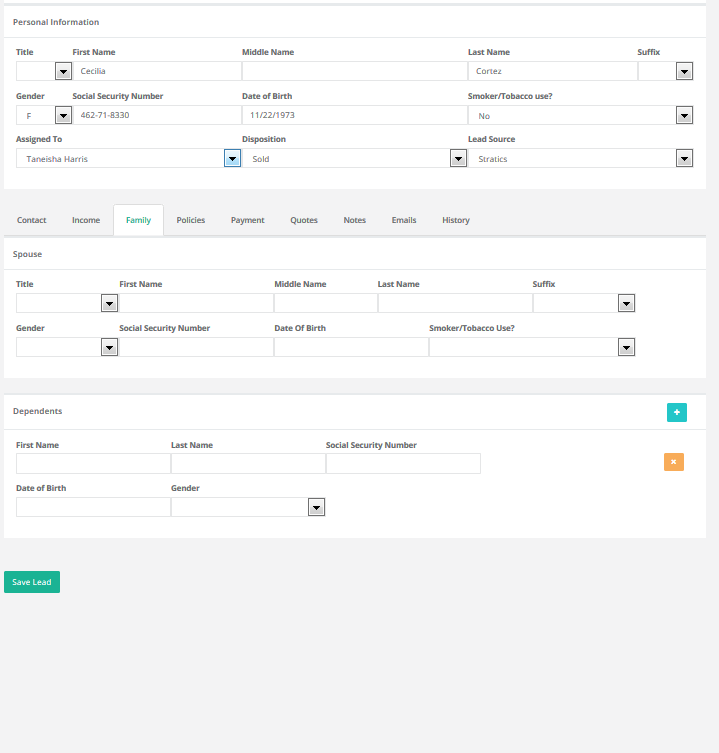 Personal Information
Title First Name Middle Name Last Name Suffix
Cecilia Cortez
Gender Social Security Number Date of Birth Smoker/Tobacco use?
F 462-71-8330 11/22/1973 No
Assigned To Disposition Lead Source
Taneisha Harris Sold Stratics
Contact Income Family Policies Payment Quotes Notes Emails History
Spouse
Title First Name Middle Name Last Name Suffix
Gender Social Security Number Date Of Birth Smoker/Tobacco Use?
Dependents +
First Name Last Name Social Security Number
×
Date of Birth Gender
Save Lead